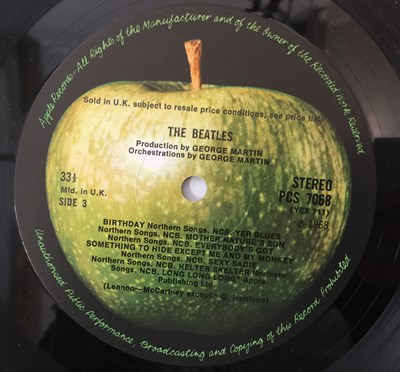 Apple Records-All Rights of the Manufacturer and of the Owner of the Recorded Work Reserved
Sold in U.K. subject to resale price conditions, see price list
THE BEATLES
Production by GEORGE MARTIN
Orchestrations by GEORGE MARTIN
33⅓
Mfd. in U.K.
SIDE 3
STEREO
PCS 7068
(YEX 711)
℗ 1968
BIRTHDAY Northern Songs. NCB. YER BLUES
Northern Songs. NCB. MOTHER NATURE'S SON
Northern Songs. NCB. EVERYBODY'S GOT
SOMETHING TO HIDE EXCEPT ME AND MY MONKEY
Northern Songs. NCB. SEXY SADIE
Northern Songs. NCB. HELTER SKELTER Northern
Songs. NCB. LONG LONG LONG* Apple
Publishing Ltd.
(Lennon-McCartney except* G. Harrison)
Unauthorised Public Performance, Broadcasting and Copying of this Record Prohibited